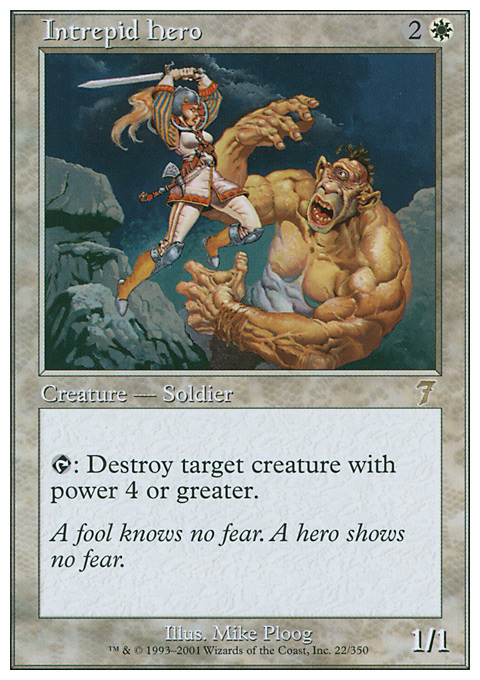 Intrepid Hero 2
Creature — Soldier 7
: Destroy target creature with
power 4 or greater.
A fool knows no fear. A hero shows
no fear.
Illus. Mike Ploog
™ & © 1993–2001 Wizards of the Coast, Inc. 22/350
1/1